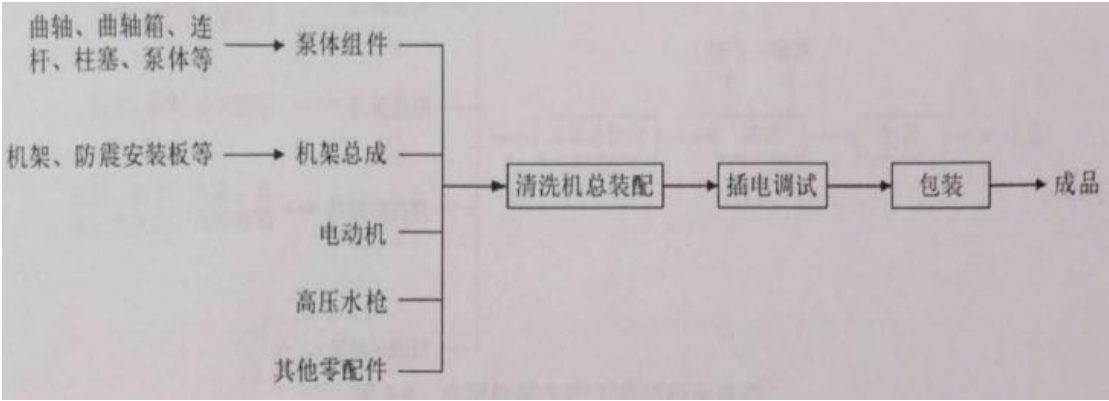 曲轴、曲轴箱、连
杆、柱塞、泵体等
泵体组件
机架、防震安装板等
机架总成
清洗机总装配
插电调试
包装
成品
电动机
高压水枪
其他零配件